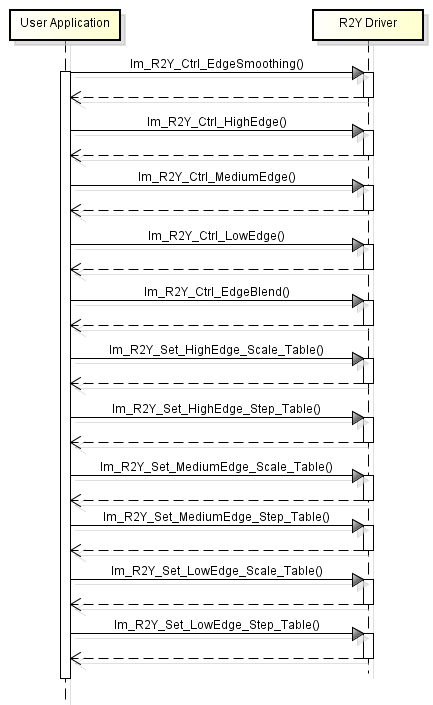 User Application
R2Y Driver
Im_R2Y_Ctrl_EdgeSmoothing()
Im_R2Y_Ctrl_HighEdge()
Im_R2Y_Ctrl_MediumEdge()
Im_R2Y_Ctrl_LowEdge()
Im_R2Y_Ctrl_EdgeBlend()
Im_R2Y_Set_HighEdge_Scale_Table()
Im_R2Y_Set_HighEdge_Step_Table()
Im_R2Y_Set_MediumEdge_Scale_Table()
Im_R2Y_Set_MediumEdge_Step_Table()
Im_R2Y_Set_LowEdge_Scale_Table()
Im_R2Y_Set_LowEdge_Step_Table()